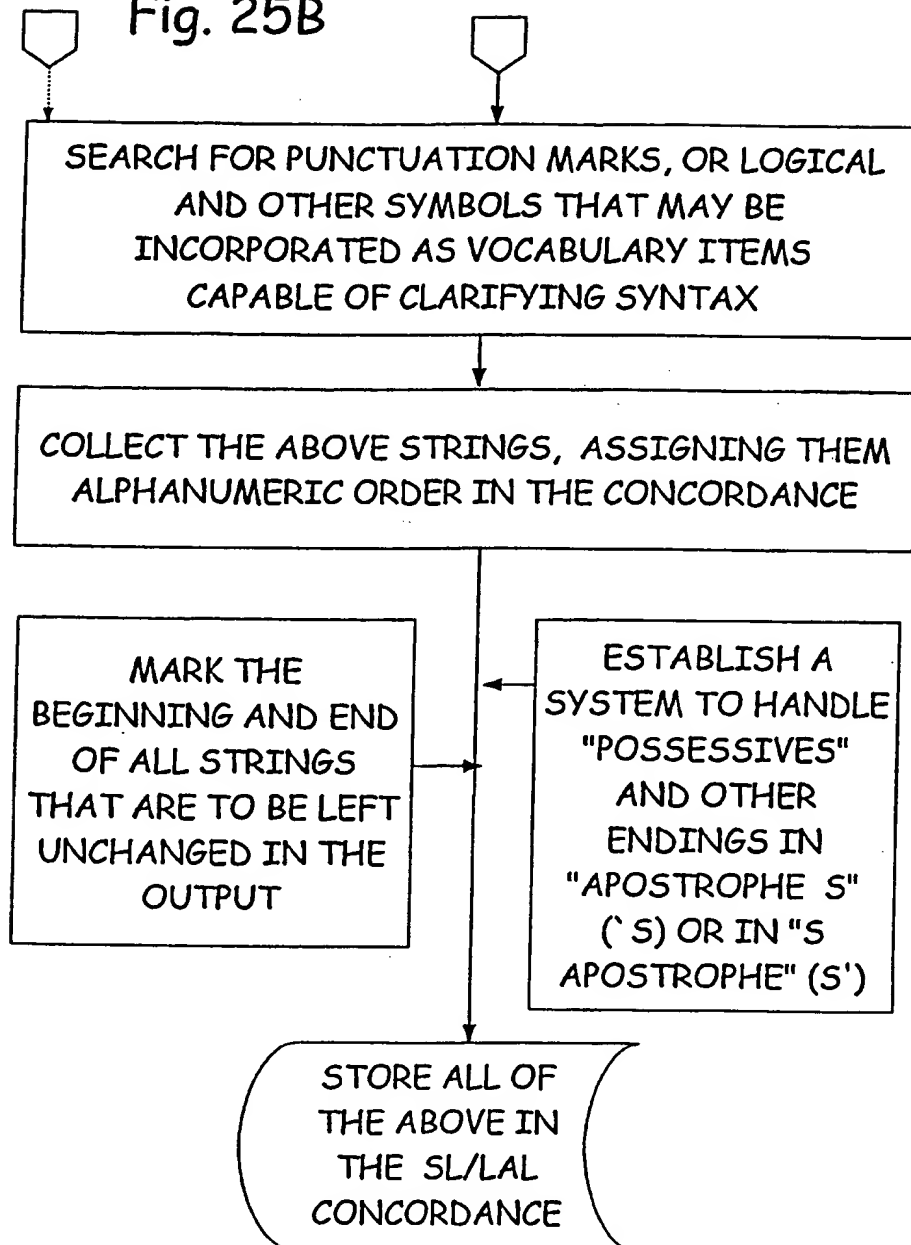 Fig. 25B
SEARCH FOR PUNCTUATION MARKS, OR LOGICAL
AND OTHER SYMBOLS THAT MAY BE
INCORPORATED AS VOCABULARY ITEMS
CAPABLE OF CLARIFYING SYNTAX
COLLECT THE ABOVE STRINGS, ASSIGNING THEM
ALPHANUMERIC ORDER IN THE CONCORDANCE
MARK THE
BEGINNING AND END
OF ALL STRINGS
THAT ARE TO BE LEFT
UNCHANGED IN THE
OUTPUT
ESTABLISH A
SYSTEM TO HANDLE
"POSSESSIVES"
AND OTHER
ENDINGS IN
"APOSTROPHE S"
(`S) OR IN "S
APOSTROPHE" (S')
STORE ALL OF
THE ABOVE IN
THE SL/LAL
CONCORDANCE